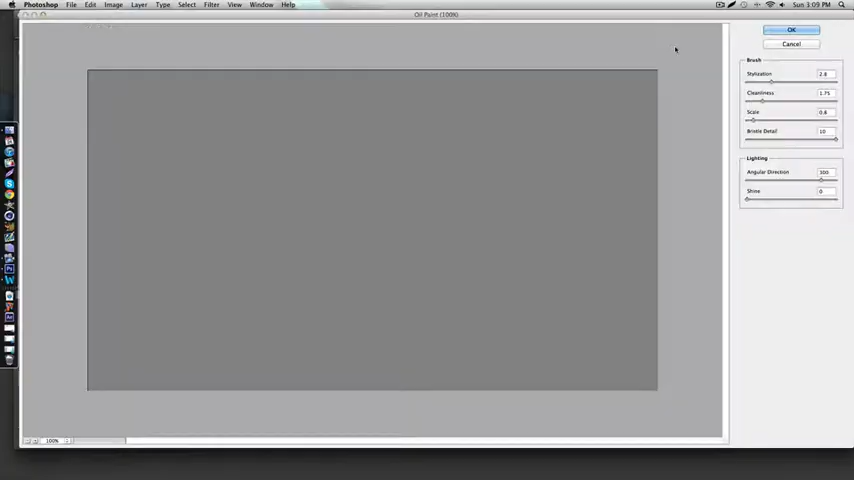 Photoshop File Edit Image Layer Type Select Filter View Window Help Sun 3:09 PM
Oil Paint (100%)
OK
Cancel
Brush
Stylization 2.8
Cleanliness 1.75
Scale 0.8
Bristle Detail 10
Lighting
Angular Direction 300
Shine 0
100%
Ps
W
Ae